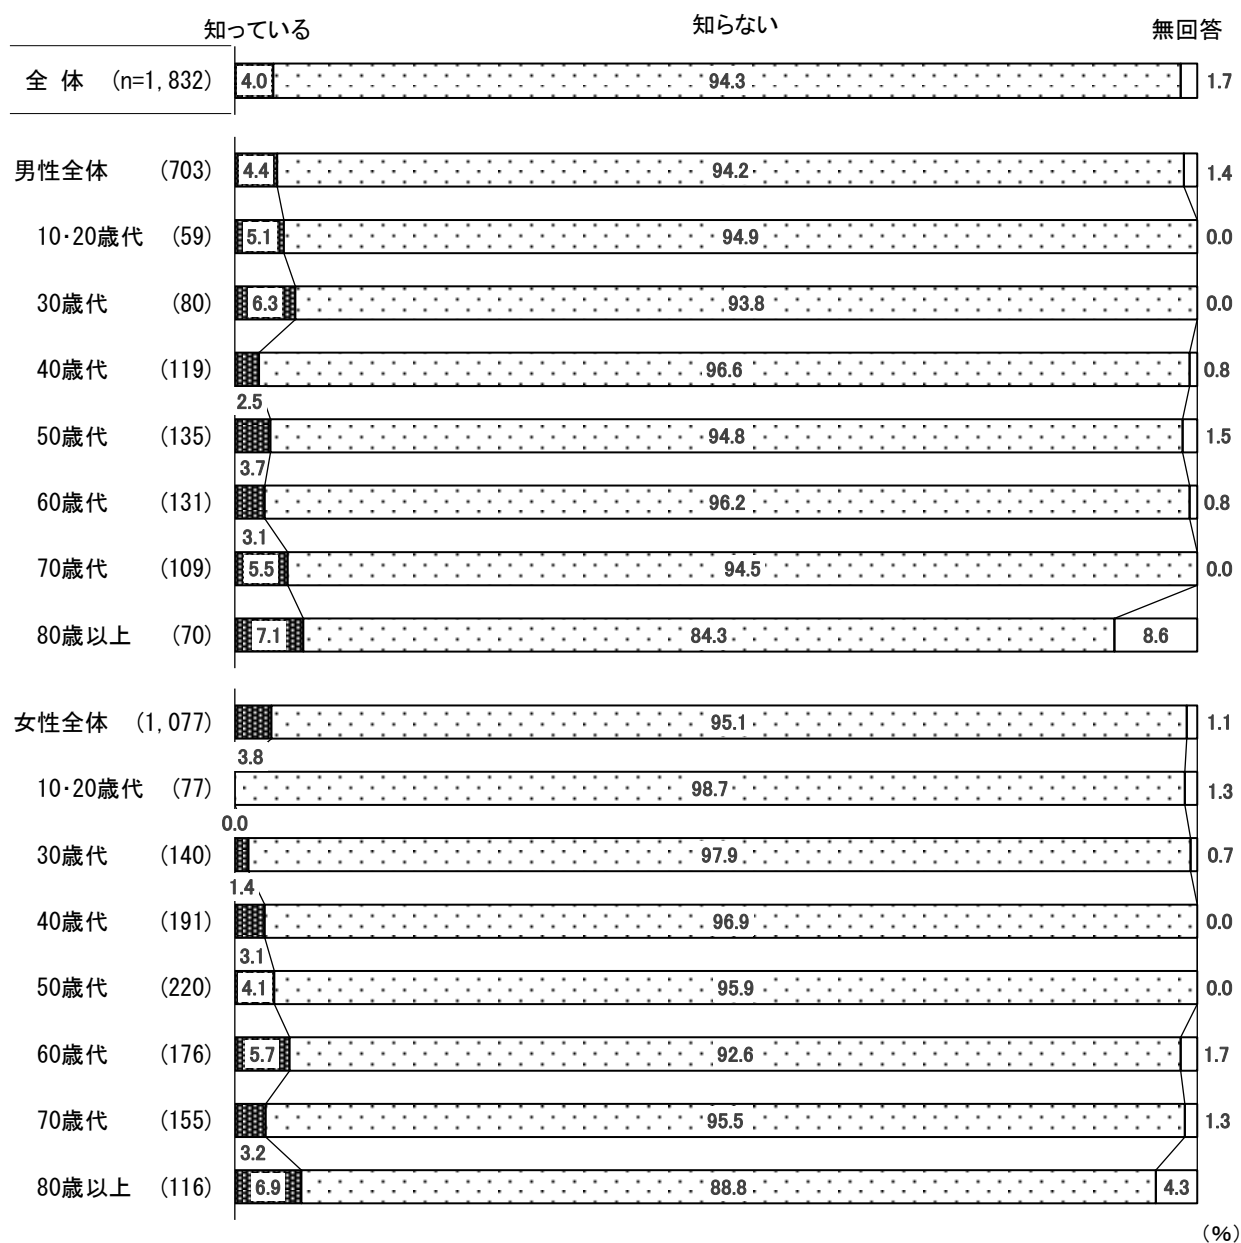 知っている 知らない 無回答
全 体 (n=1,832) 4.0 94.3 1.7
男性全体 (703) 4.4 94.2 1.4
10・20歳代 (59) 5.1 94.9 0.0
30歳代 (80) 6.3 93.8 0.0
40歳代 (119) 96.6 0.8
2.5
50歳代 (135) 94.8 1.5
3.7
60歳代 (131) 96.2 0.8
3.1
70歳代 (109) 5.5 94.5 0.0
80歳以上 (70) 7.1 84.3 8.6
女性全体 (1,077) 95.1 1.1
3.8
10・20歳代 (77) 98.7 1.3
0.0
30歳代 (140) 97.9 0.7
1.4
40歳代 (191) 96.9 0.0
3.1
50歳代 (220) 4.1 95.9 0.0
60歳代 (176) 5.7 92.6 1.7
70歳代 (155) 95.5 1.3
3.2
80歳以上 (116) 6.9 88.8 4.3
(%)